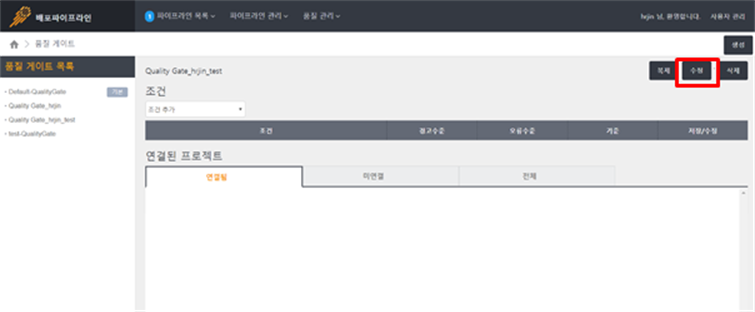 배포파이프라인
1 파이프라인 목록 파이프라인 관리 품질 관리 hrjin 님, 환영합니다. 사용자 관리
품질 게이트 생성
품질 게이트 목록
Default-QualityGate 기본
Quality Gate_hrjin
Quality Gate_hrjin_test
test-QualityGate
Quality Gate_hrjin_test 복제 수정 삭제
조건
조건 추가
조건 경고수준 오류수준 기준 저장/수정
연결된 프로젝트
연결됨 미연결 전체